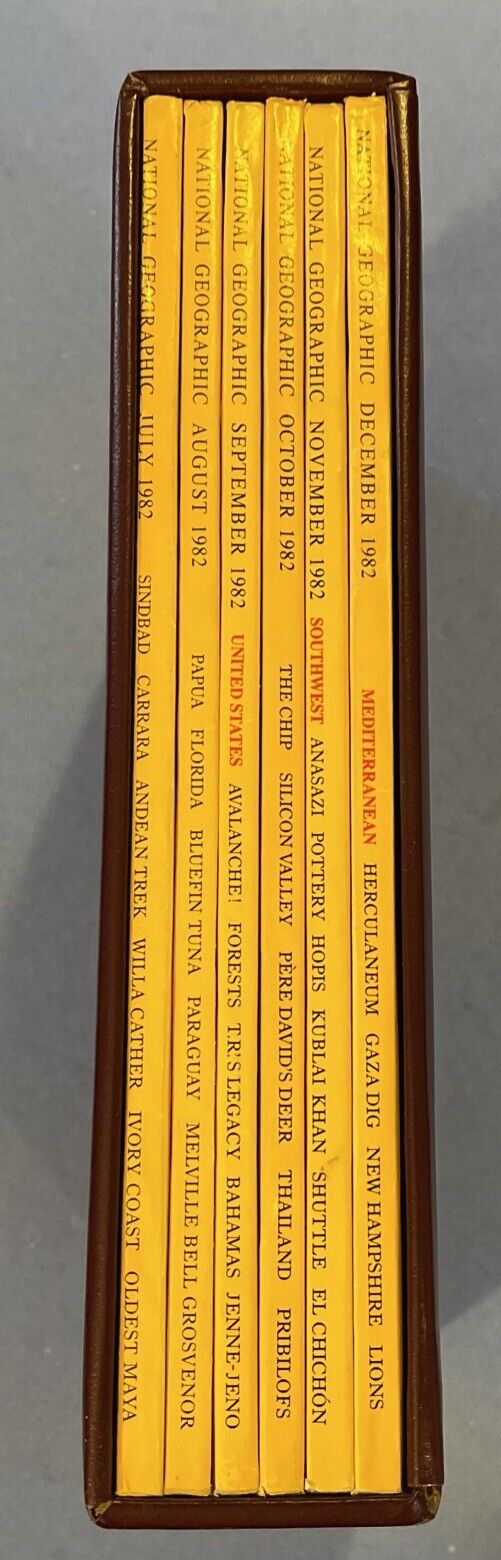 NATIONAL GEOGRAPHIC JULY 1982 SINDBAD CARRARA ANDEAN TREK WILLA CATHER IVORY COAST OLDEST MAYA
NATIONAL GEOGRAPHIC AUGUST 1982 PAPUA FLORIDA BLUEFIN TUNA PARAGUAY MELVILLE BELL GROSVENOR
NATIONAL GEOGRAPHIC SEPTEMBER 1982 UNITED STATES AVALANCHE! FORESTS T.R.'S LEGACY BAHAMAS JENNE-JENO
NATIONAL GEOGRAPHIC OCTOBER 1982 THE CHIP SILICON VALLEY PÈRE DAVID'S DEER THAILAND PRIBILOFS
NATIONAL GEOGRAPHIC NOVEMBER 1982 SOUTHWEST ANASAZI POTTERY HOPIS KUBLAI KHAN SHUTTLE EL CHICHÓN
NATIONAL GEOGRAPHIC DECEMBER 1982 MEDITERRANEAN HERCULANEUM GAZA DIG NEW HAMPSHIRE LIONS